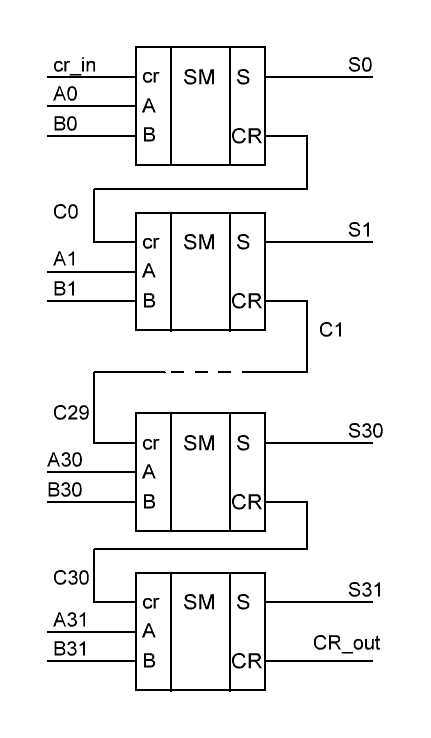 cr_in cr SM S S0
A0 A
B0 B CR
C0
cr SM S S1
A1 A
B1 B CR
C1
C29
cr SM S S30
A30 A
B30 B CR
C30
cr SM S S31
A31 A
B31 B CR CR_out